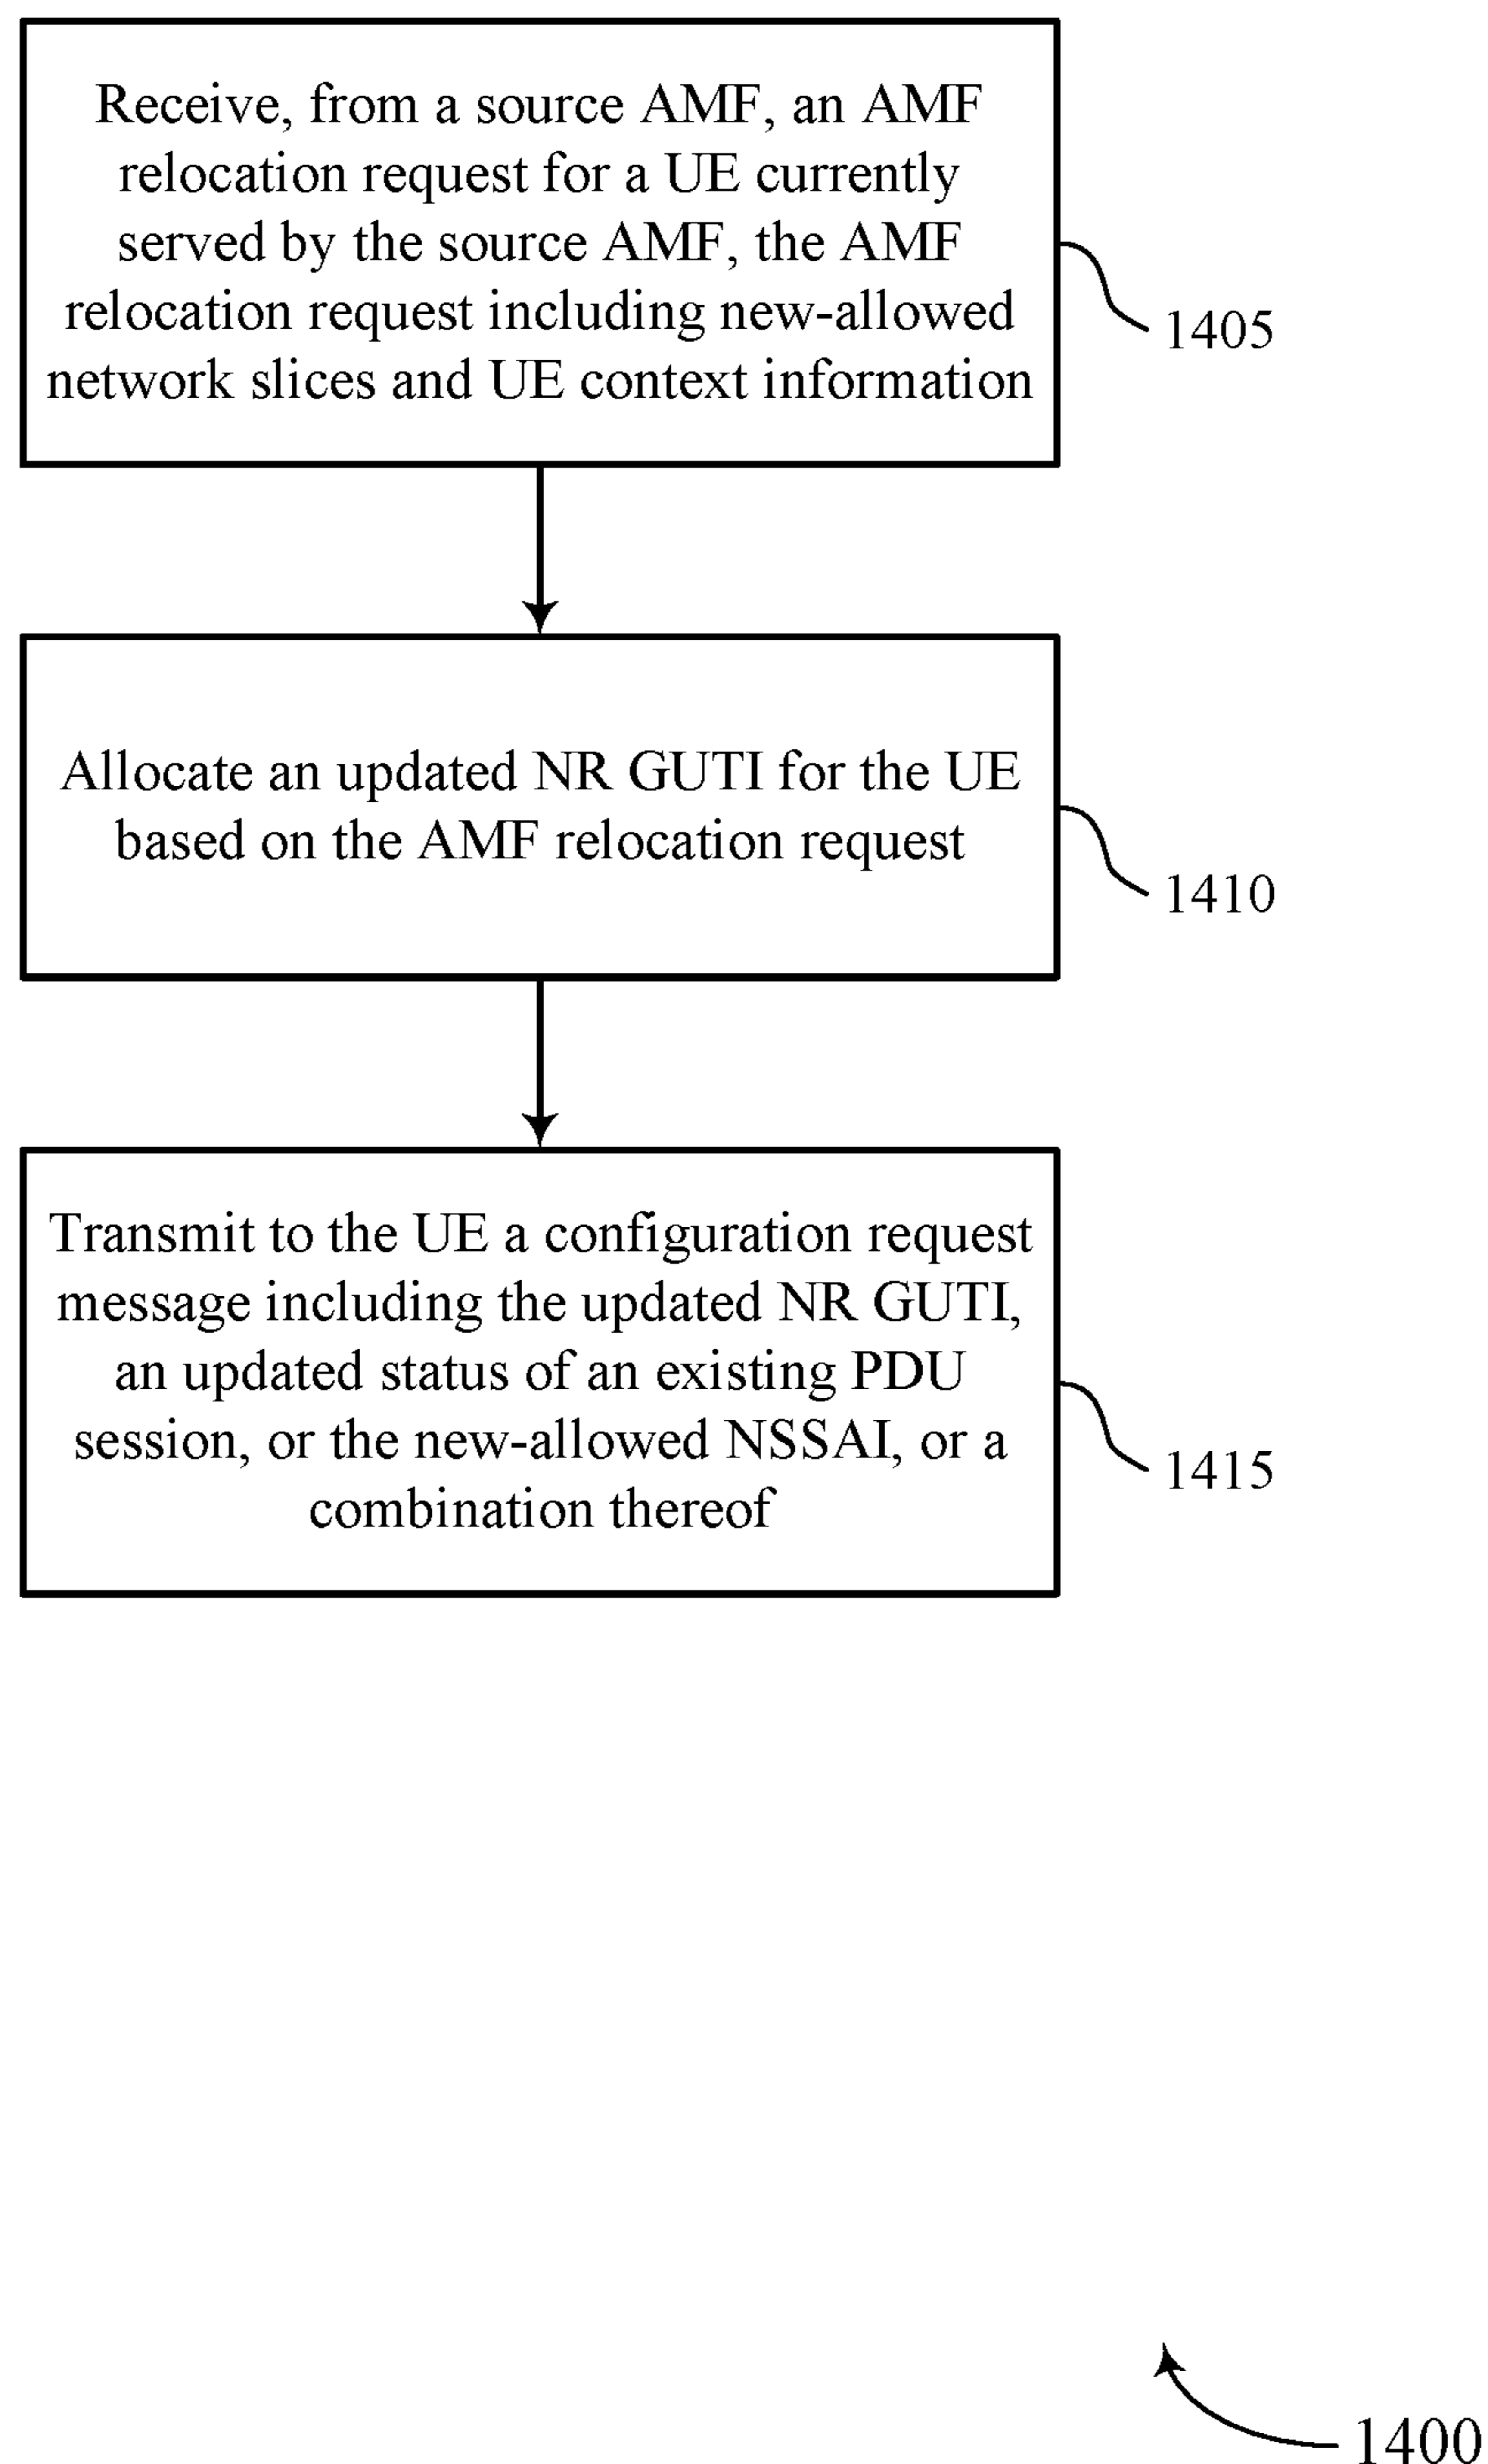 Receive, from a source AMF, an AMF
relocation request for a UE currently
served by the source AMF, the AMF
relocation request including new-allowed
network slices and UE context information
1405
Allocate an updated NR GUTI for the UE
based on the AMF relocation request
1410
Transmit to the UE a configuration request
message including the updated NR GUTI,
an updated status of an existing PDU
session, or the new-allowed NSSAI, or a
combination thereof
1415
1400